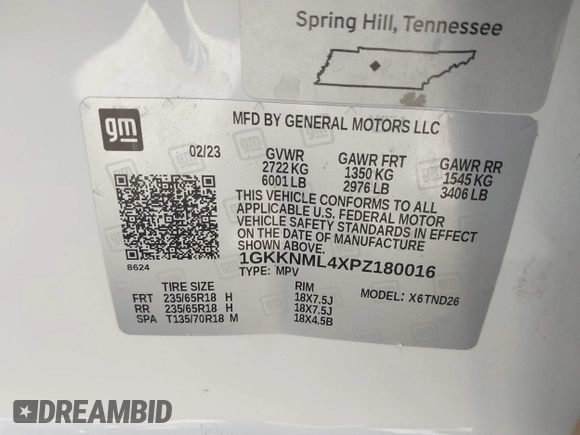 Spring Hill, Tennessee
gm
MFD BY GENERAL MOTORS LLC
02/23 GVWR GAWR FRT GAWR RR
2722 KG 1350 KG 1545 KG
6001 LB 2976 LB 3406 LB
THIS VEHICLE CONFORMS TO ALL
APPLICABLE U.S. FEDERAL MOTOR
VEHICLE SAFETY STANDARDS IN EFFECT
ON THE DATE OF MANUFACTURE
SHOWN ABOVE.
8624 1GKKNML4XPZ180016
TYPE: MPV
TIRE SIZE RIM MODEL: X6TND26
FRT 235/65R18 H 18X7.5J
RR 235/65R18 H 18X7.5J
SPA T135/70R18 M 18X4.5B
DREAMBID